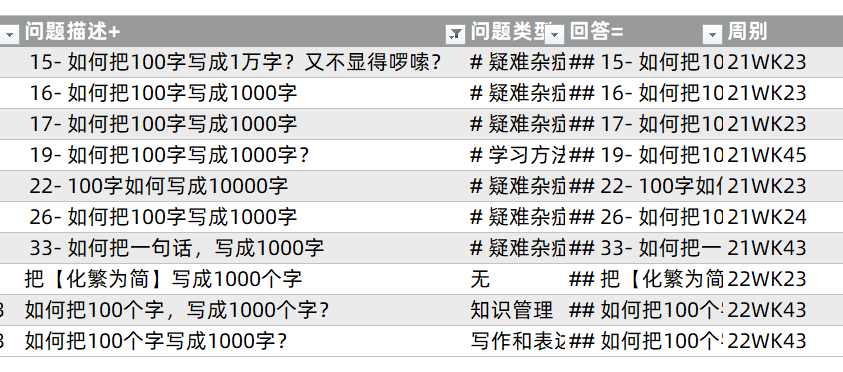 问题描述+ 问题类型 回答= 周别
15- 如何把100字写成1万字？又不显得啰嗦？ # 疑难杂症 ## 15- 如何把10 21WK23
16- 如何把100字写成1000字 # 疑难杂症 ## 16- 如何把10 21WK23
17- 如何把100字写成1000字 # 疑难杂症 ## 17- 如何把10 21WK23
19- 如何把100字写成1000字？ # 学习方法 ## 19- 如何把10 21WK45
22- 100字如何写成10000字 # 疑难杂症 ## 22- 100字如 21WK23
26- 如何把100字写成1000字 # 疑难杂症 ## 26- 如何把10 21WK24
33- 如何把一句话，写成1000字 # 疑难杂症 ## 33- 如何把一 21WK43
把【化繁为简】写成1000个字 无 ## 把【化繁为简 22WK23
3 如何把100个字，写成1000个字？ 知识管理 ## 如何把100个 22WK43
3 如何把100个字写成1000字？ 写作和表达 ## 如何把100个 22WK43